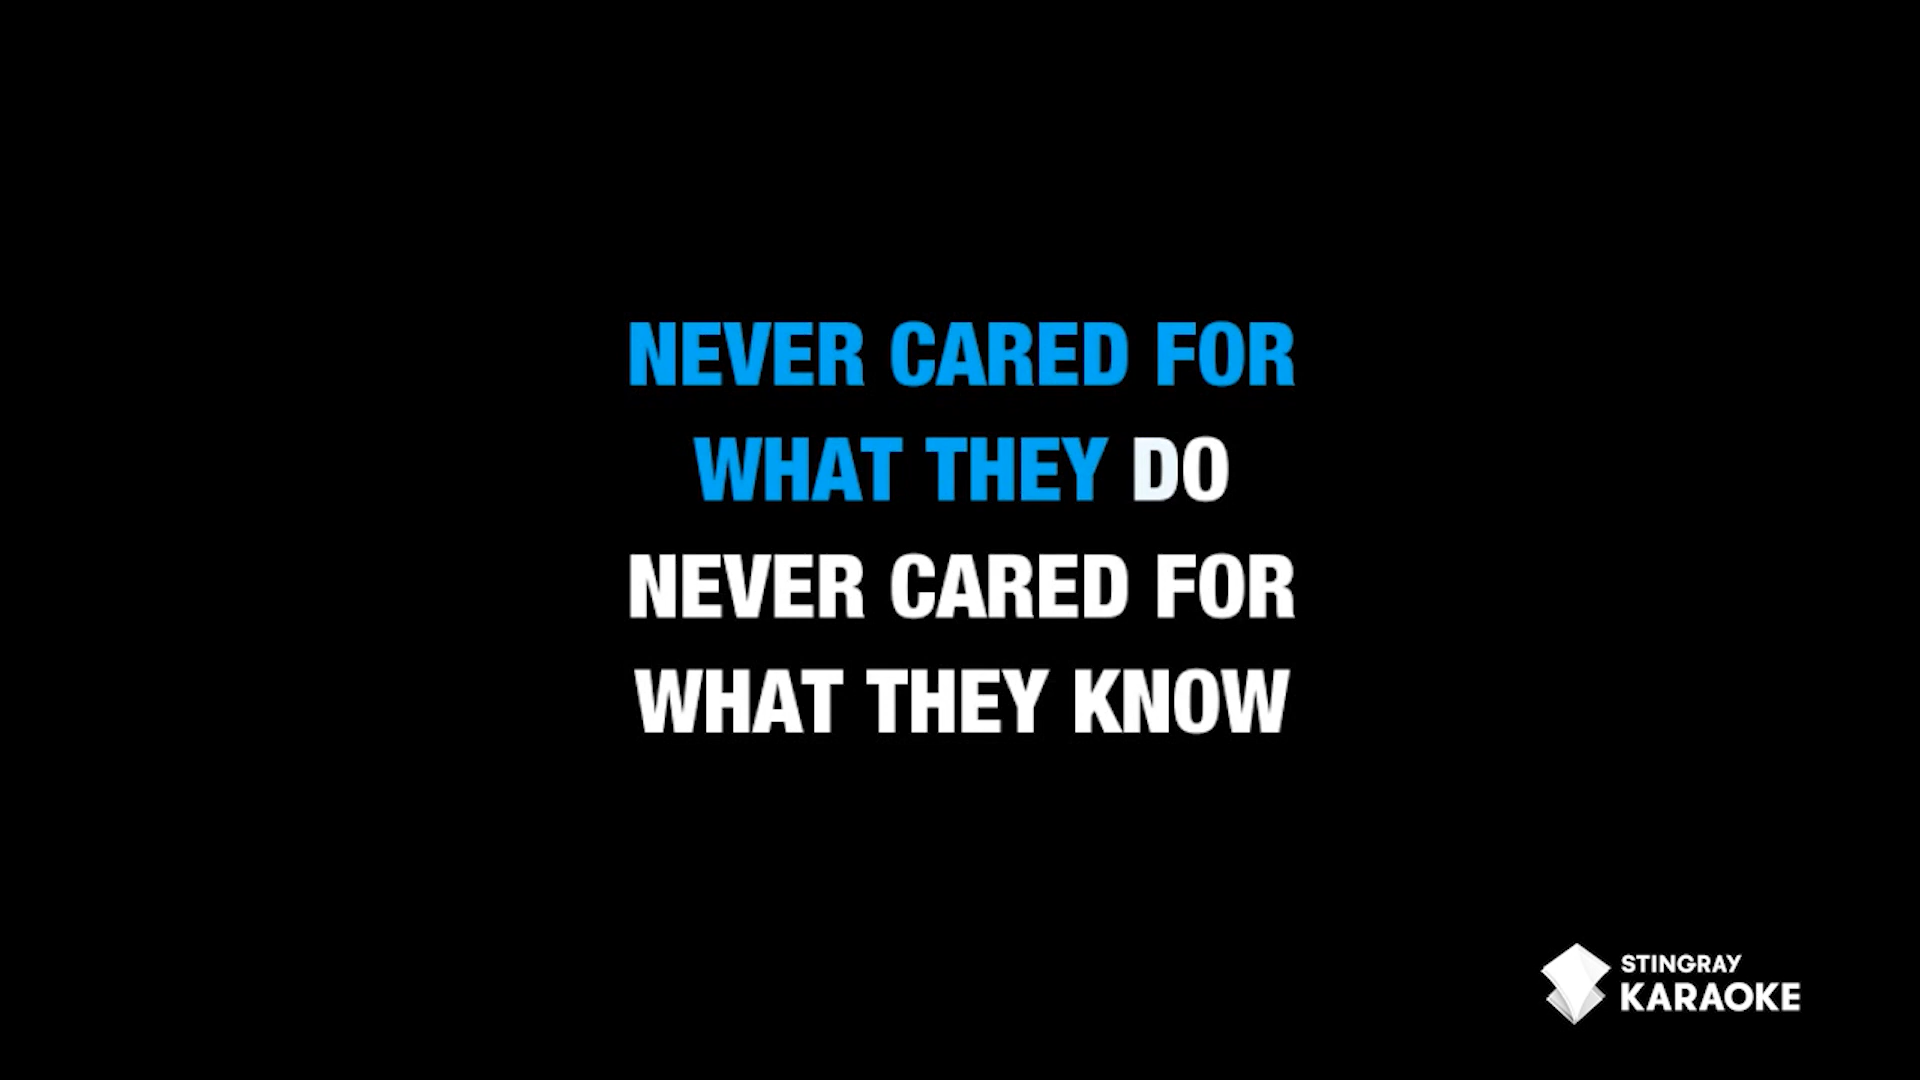 NEVER CARED FOR
WHAT THEY DO
NEVER CARED FOR
WHAT THEY KNOW
STINGRAY
KARAOKE